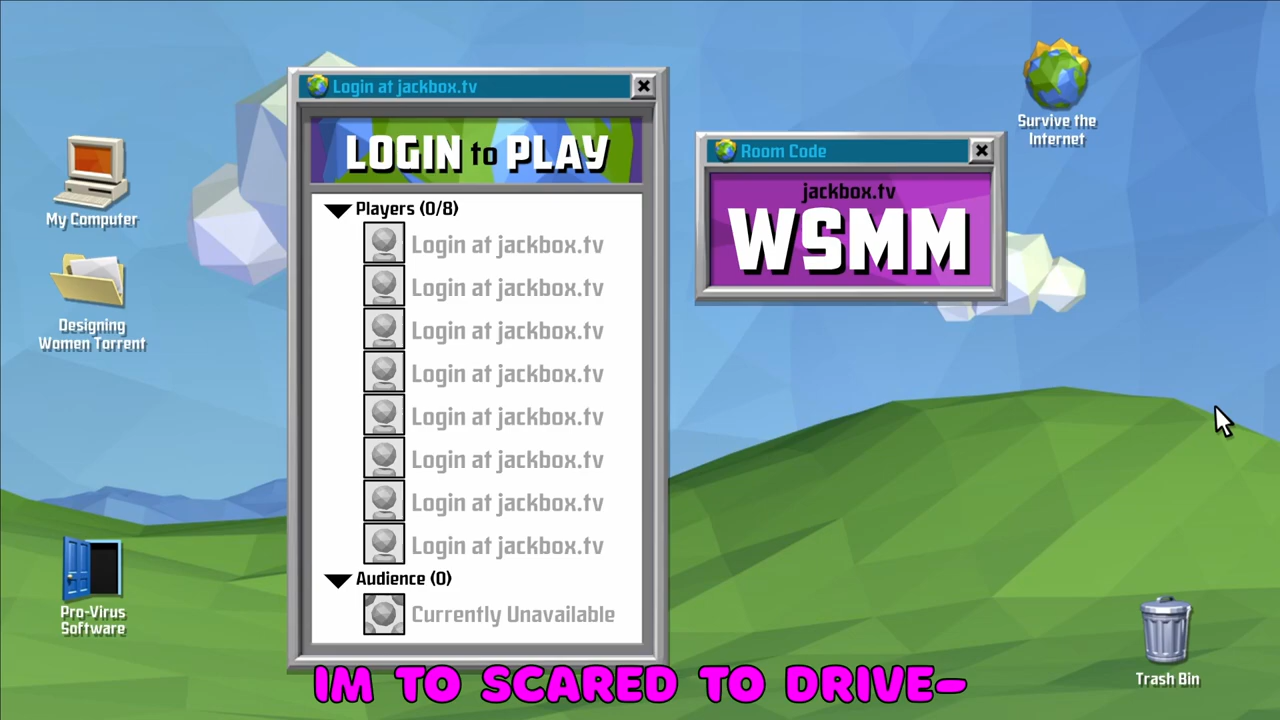 Login at jackbox.tv
LOGIN to PLAY
Players (0/8)
Login at jackbox.tv
Login at jackbox.tv
Login at jackbox.tv
Login at jackbox.tv
Login at jackbox.tv
Login at jackbox.tv
Login at jackbox.tv
Login at jackbox.tv
Audience (0)
Currently Unavailable
Room Code
jackbox.tv
WSMM
My Computer
Designing
Women Torrent
Pro-Virus
Software
Survive the
Internet
Trash Bin
IM TO SCARED TO DRIVE-